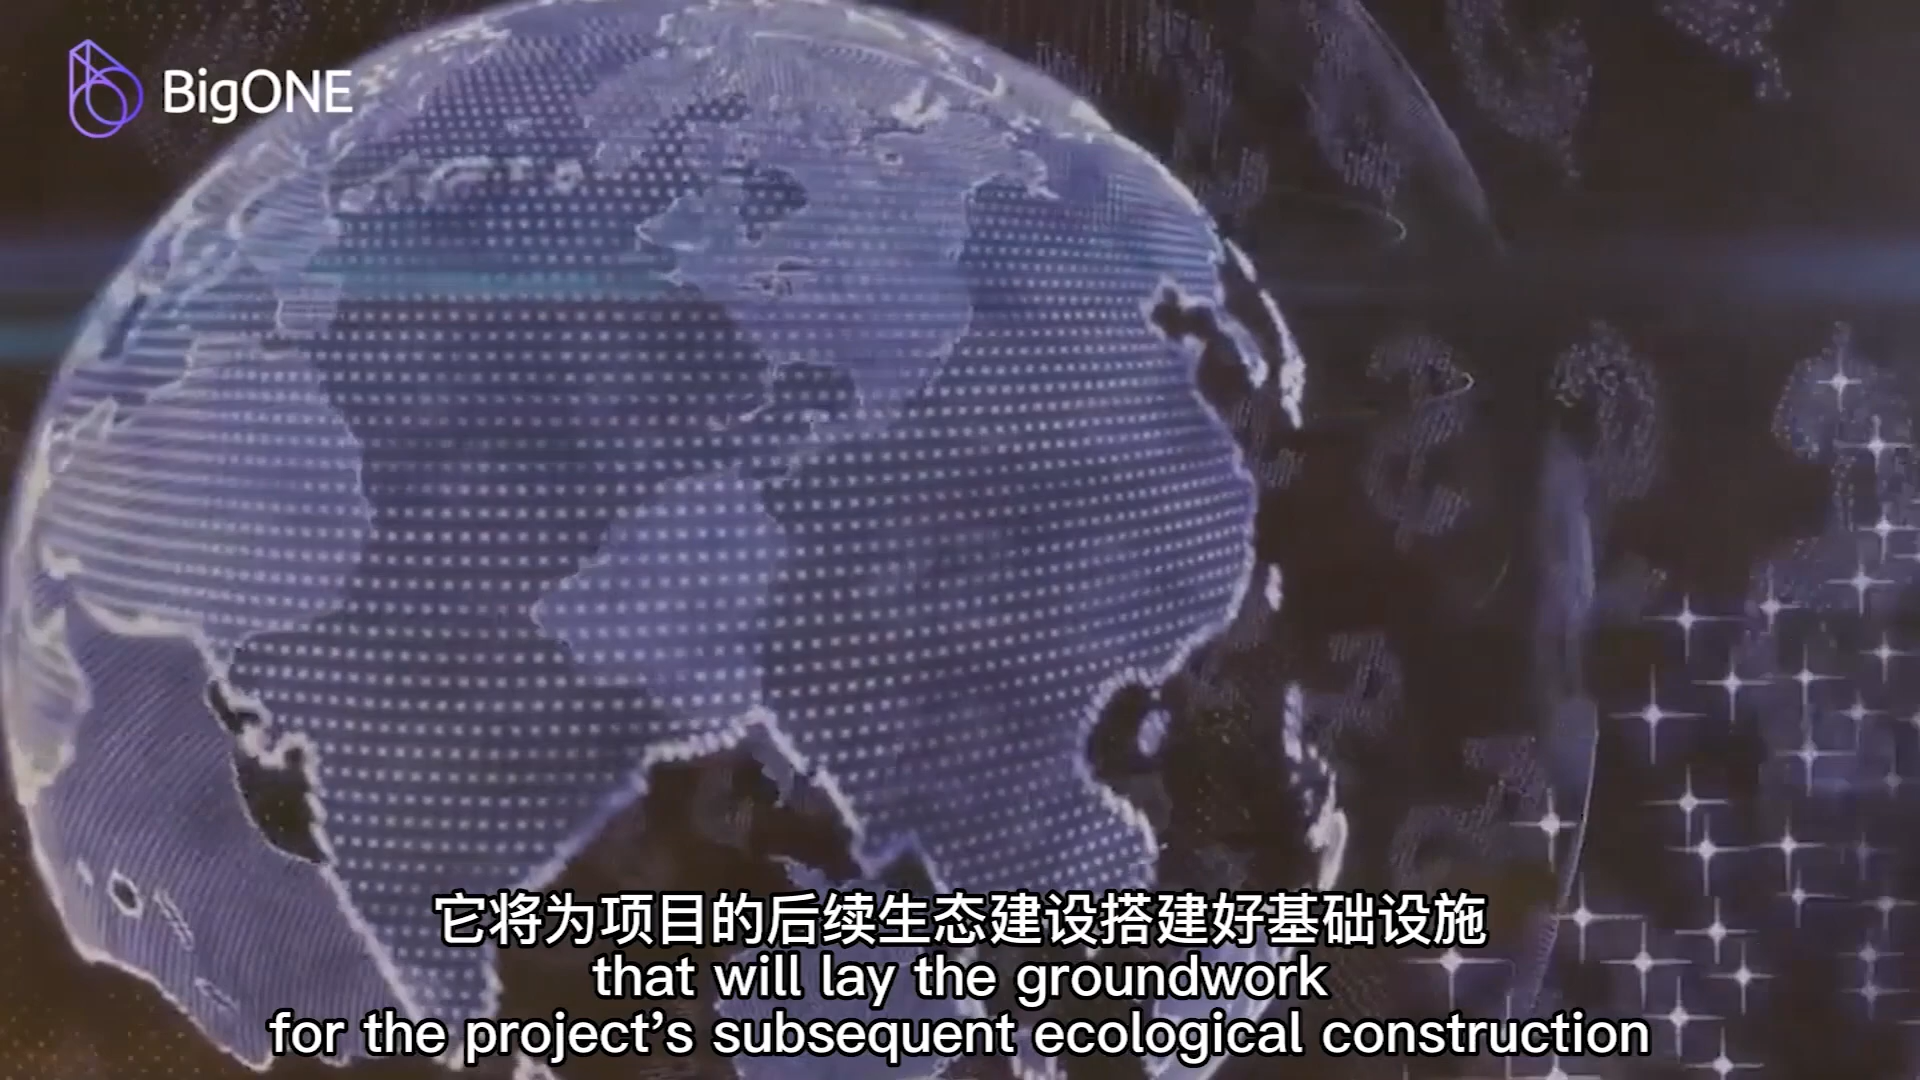 BigONE
它将为项目的后续生态建设搭建好基础设施
that will lay the groundwork
for the project’s subsequent ecological construction